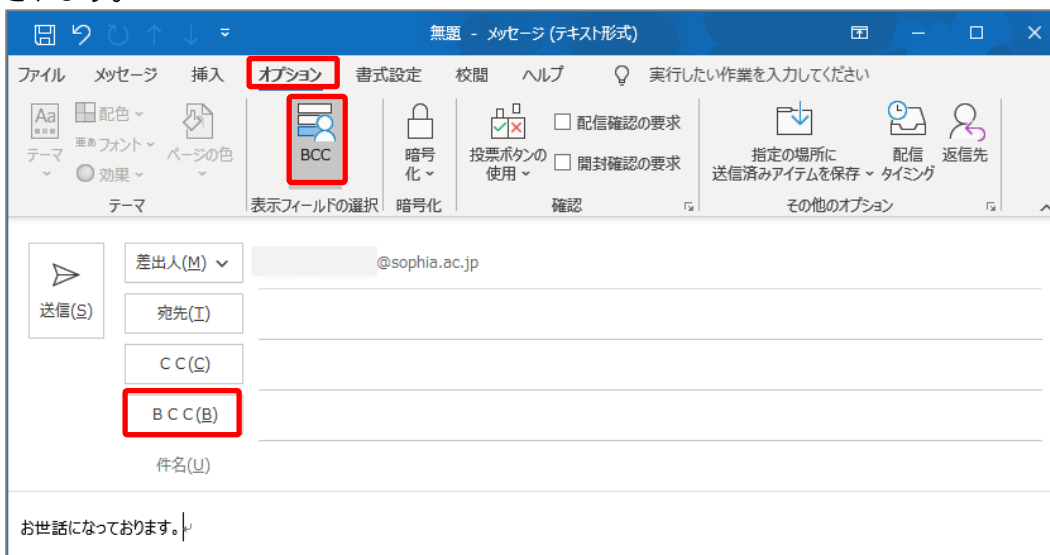 されます。
無題 - メッセージ (テキスト形式)
ファイル メッセージ 挿入 オプション 書式設定 校閲 ヘルプ 実行したい作業を入力してください
Aa 配色
亜あ フォント
効果
テーマ
ページの色
BCC
暗号化
投票ボタンの
使用
配信確認の要求
開封確認の要求
指定の場所に
送信済みアイテムを保存
配信
タイミング
返信先
テーマ 表示フィールドの選択 暗号化 確認 その他のオプション
送信(S)
差出人(M) @sophia.ac.jp
宛先(T)
C C(C)
B C C(B)
件名(U)
お世話になっております。